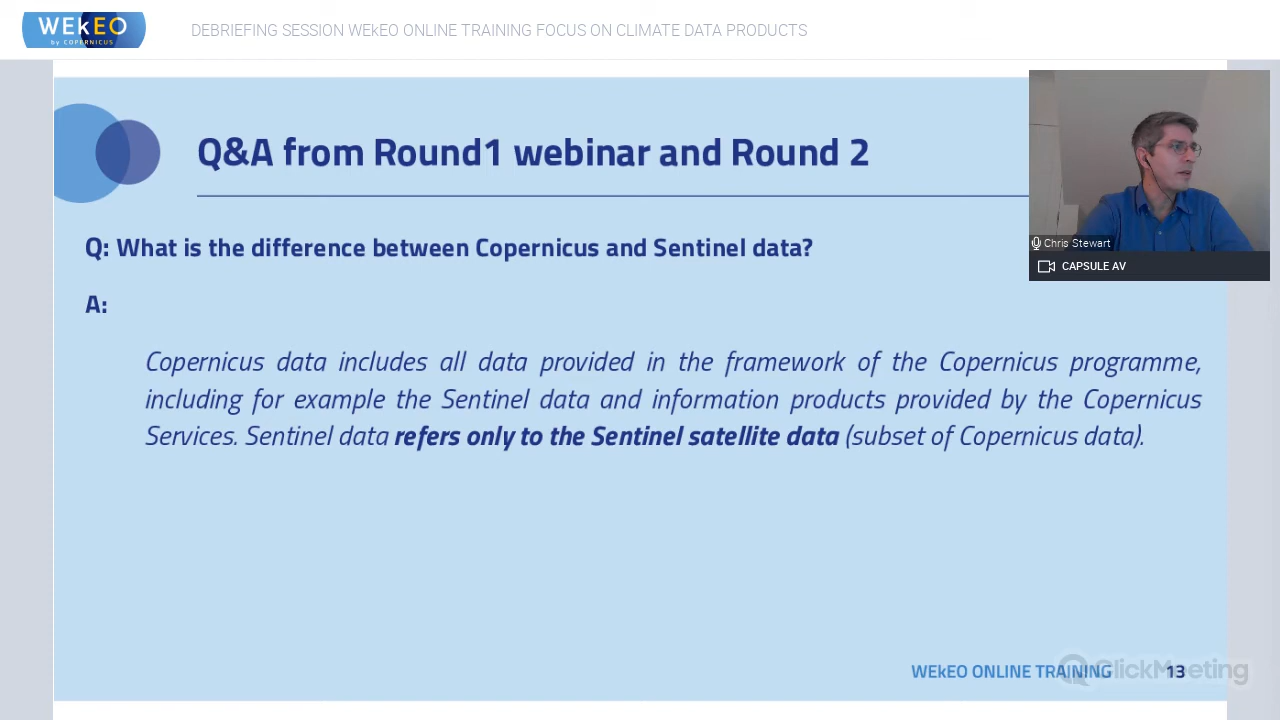 WEkEO
by COPERNICUS
DEBRIEFING SESSION WEkEO ONLINE TRAINING FOCUS ON CLIMATE DATA PRODUCTS
Q&A from Round1 webinar and Round 2
Chris Stewart
CAPSULE AV
Q: What is the difference between Copernicus and Sentinel data?
A:
Copernicus data includes all data provided in the framework of the Copernicus programme,
including for example the Sentinel data and information products provided by the Copernicus
Services. Sentinel data refers only to the Sentinel satellite data (subset of Copernicus data).
WEkEO ONLINE TRAINING 13
ClickMeeting